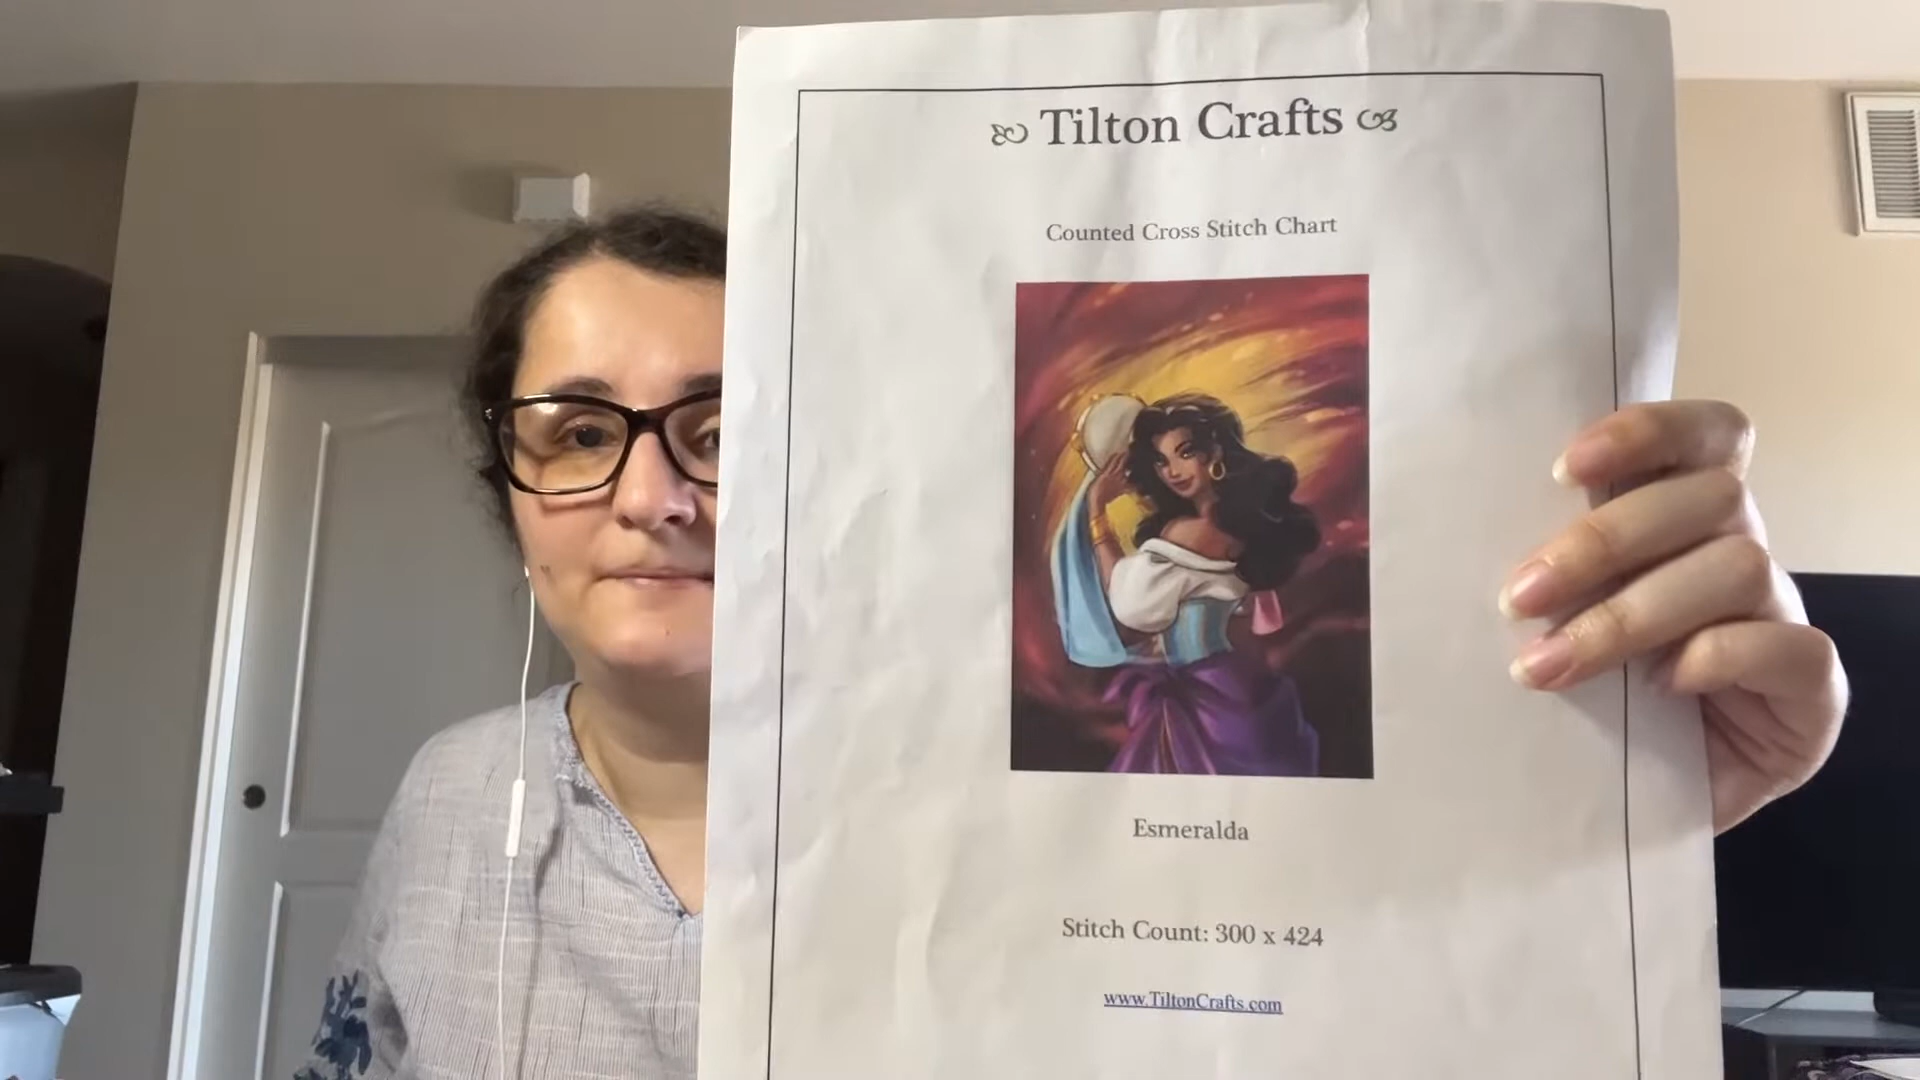 Tilton Crafts
Counted Cross Stitch Chart
Esmeralda
Stitch Count: 300 x 424
www.TiltonCrafts.com